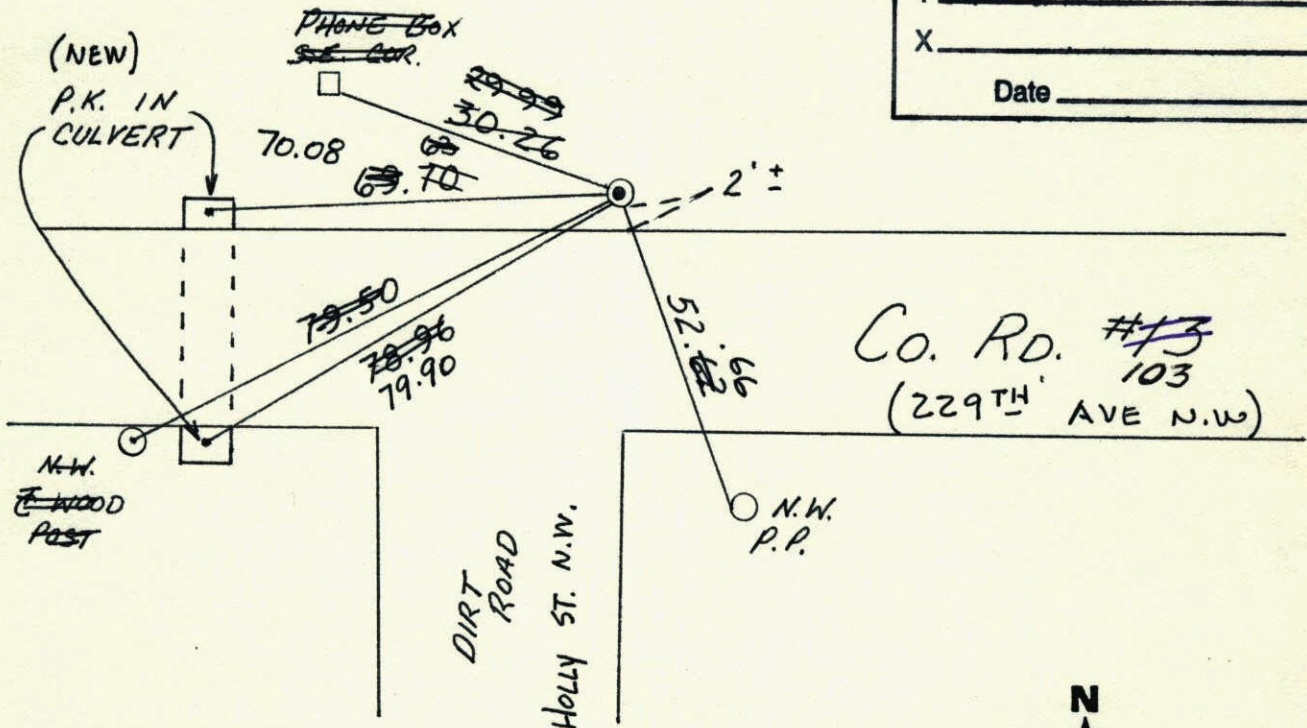 PHONE BOX
S.E. COR.
X
Date
(NEW)
P.K. IN
CULVERT
29.99
30.26
70.08
63
69.70
2' ±
79.50
78.96
79.90
52.62
.66
Co. RD. #13
103
(229TH AVE N.W)
N.W.
WOOD
POST
N.W.
P.P.
DIRT
ROAD
HOLLY ST. N.W.
N